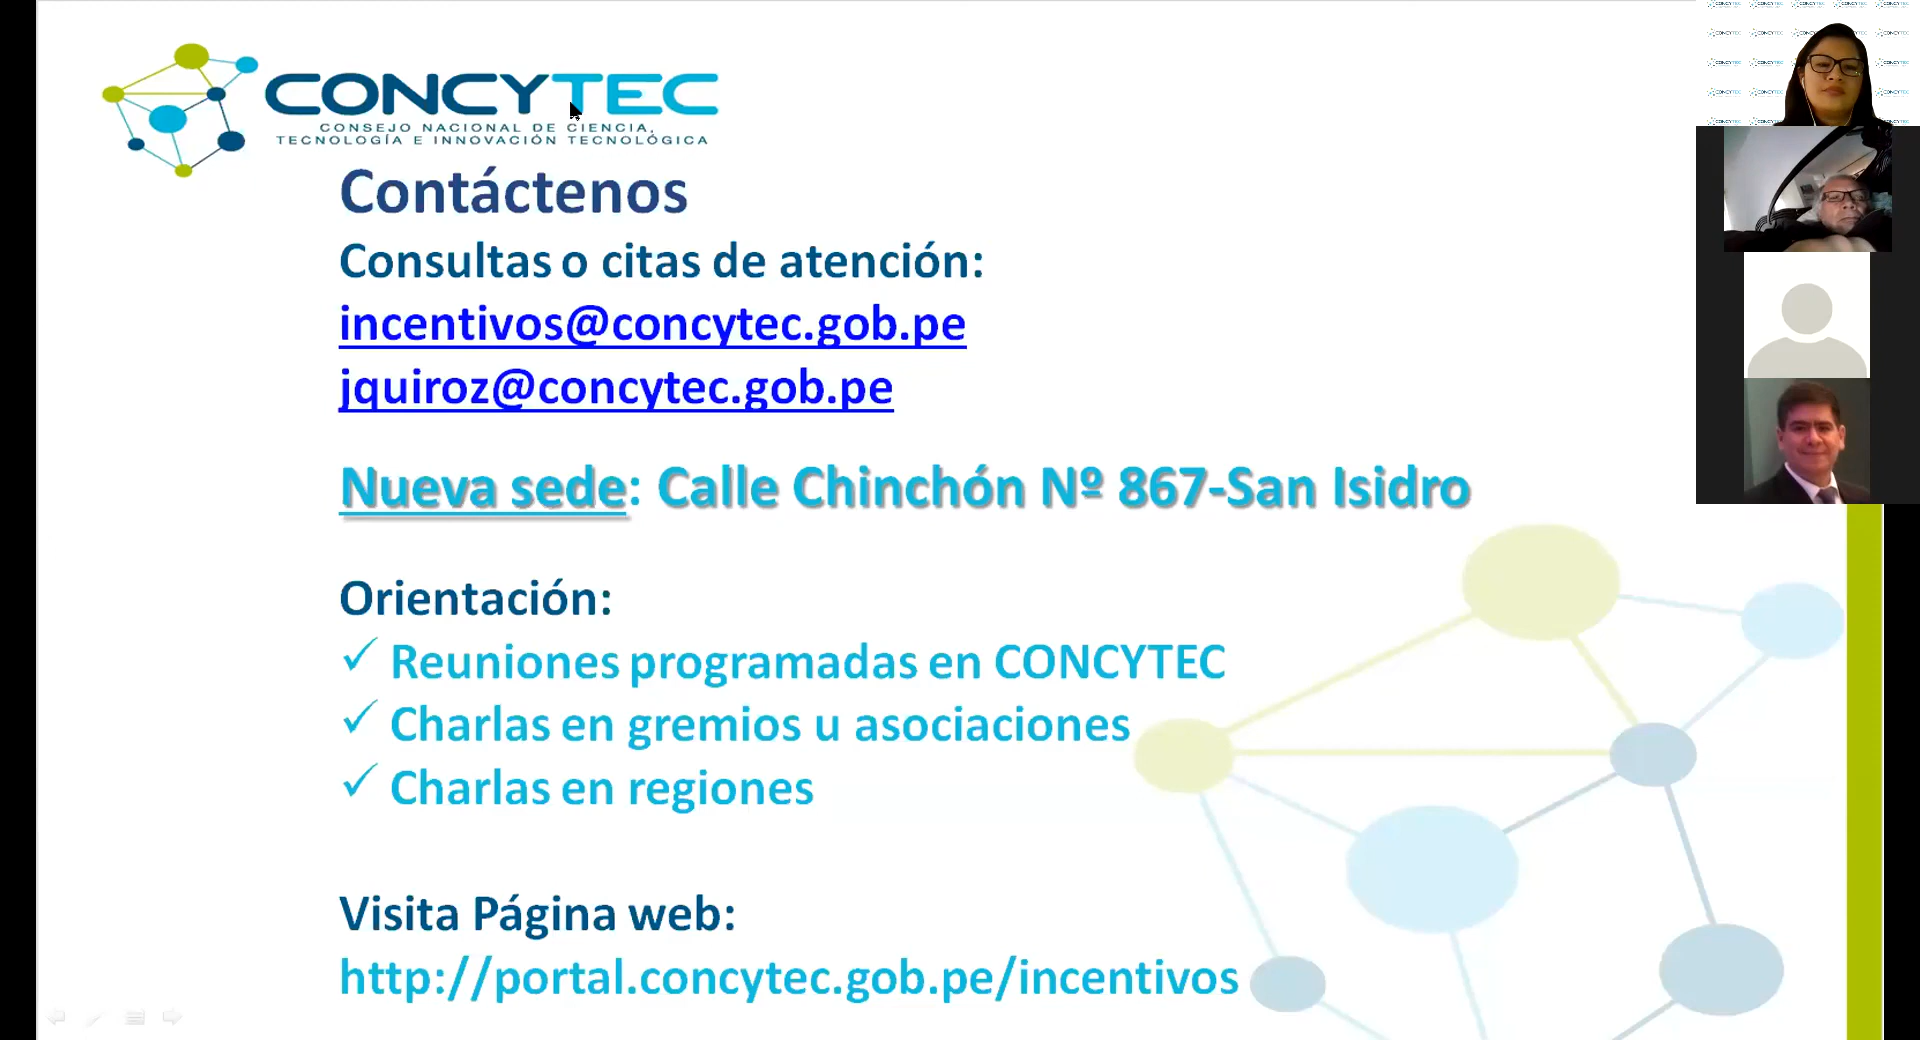 CONCYTEC
CONSEJO NACIONAL DE CIENCIA,
TECNOLOGÍA E INNOVACIÓN TECNOLÓGICA
Contáctenos
Consultas o citas de atención:
incentivos@concytec.gob.pe
jquiroz@concytec.gob.pe
Nueva sede: Calle Chinchón Nº 867-San Isidro
Orientación:
✓ Reuniones programadas en CONCYTEC
✓ Charlas en gremios u asociaciones
✓ Charlas en regiones
Visita Página web:
http://portal.concytec.gob.pe/incentivos